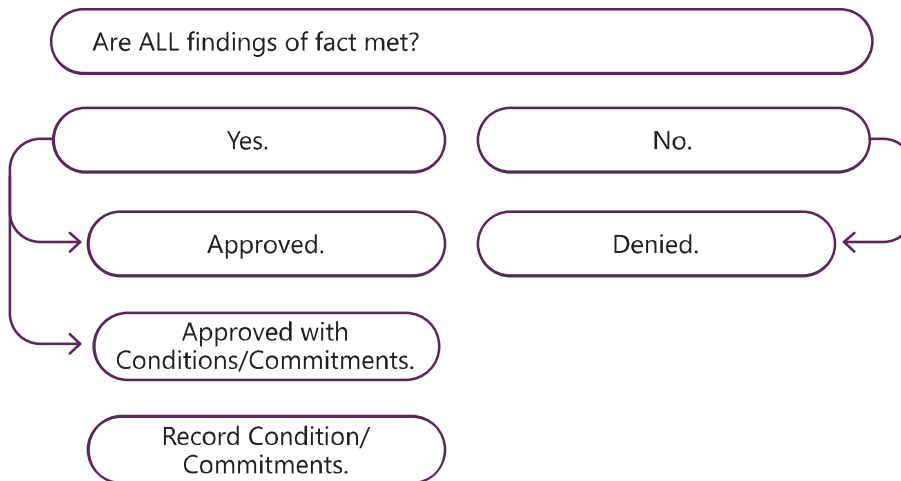 Are ALL findings of fact met?
Yes.
No.
Approved.
Denied.
Approved with
Conditions/Commitments.
Record Condition/
Commitments.